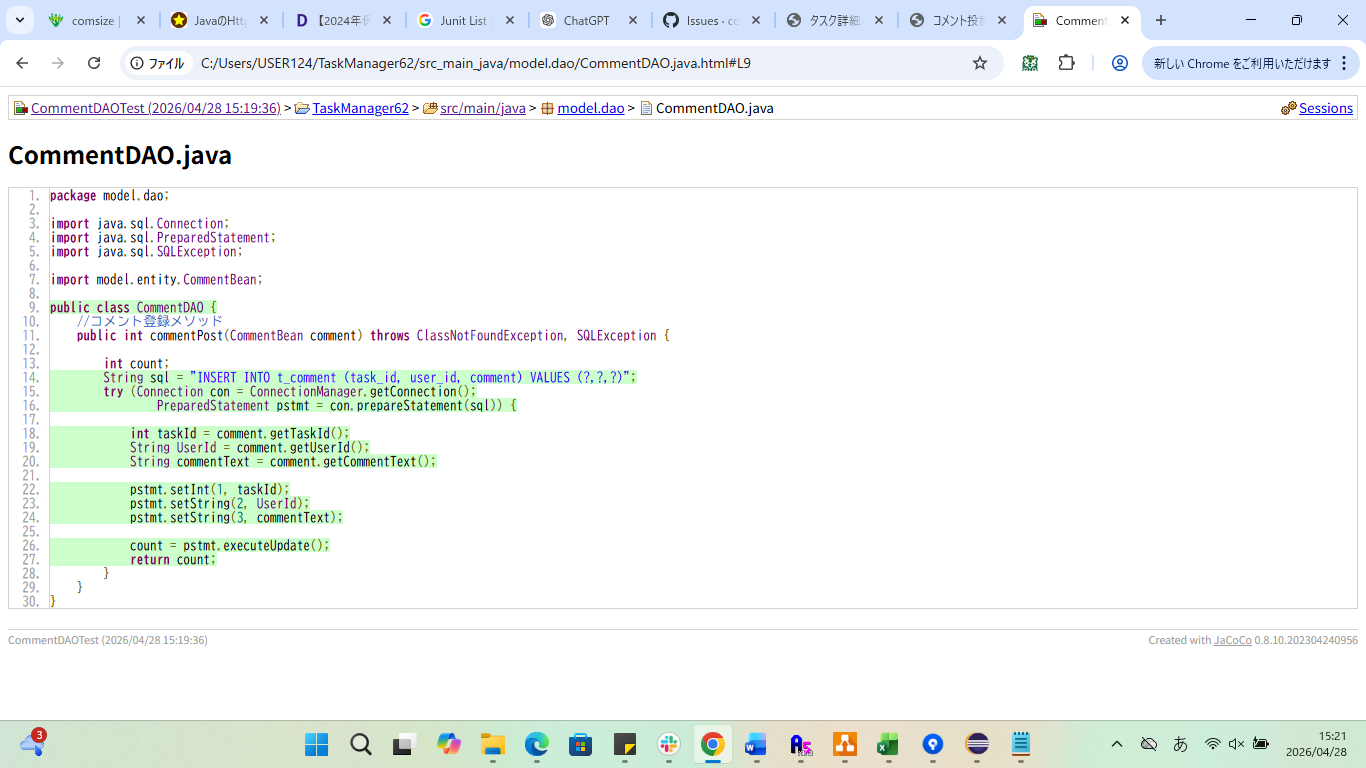 comsize |
JavaのHtt
【2024年
Junit List
ChatGPT
Issues · co
タスク詳細
コメント投
Commen
ファイル
C:/Users/USER124/TaskManager62/src_main_java/model.dao/CommentDAO.java.html#L9
新しい Chrome をご利用いただけます
CommentDAOTest (2026/04/28 15:19:36) > TaskManager62 > src/main/java > model.dao > CommentDAO.java
Sessions
CommentDAO.java
1. package model.dao;
2.
3. import java.sql.Connection;
4. import java.sql.PreparedStatement;
5. import java.sql.SQLException;
6.
7. import model.entity.CommentBean;
8.
9. public class CommentDAO {
10. //コメント登録メソッド
11. public int commentPost(CommentBean comment) throws ClassNotFoundException, SQLException {
12.
13. int count;
14. String sql = "INSERT INTO t_comment (task_id, user_id, comment) VALUES (?,?,?)";
15. try (Connection con = ConnectionManager.getConnection();
16. PreparedStatement pstmt = con.prepareStatement(sql)) {
17.
18. int taskId = comment.getTaskId();
19. String UserId = comment.getUserId();
20. String commentText = comment.getCommentText();
21.
22. pstmt.setInt(1, taskId);
23. pstmt.setString(2, UserId);
24. pstmt.setString(3, commentText);
25.
26. count = pstmt.executeUpdate();
27. return count;
28. }
29. }
30. }
CommentDAOTest (2026/04/28 15:19:36)
Created with JaCoCo 0.8.10.202304240956
3
あ
15:21
2026/04/28